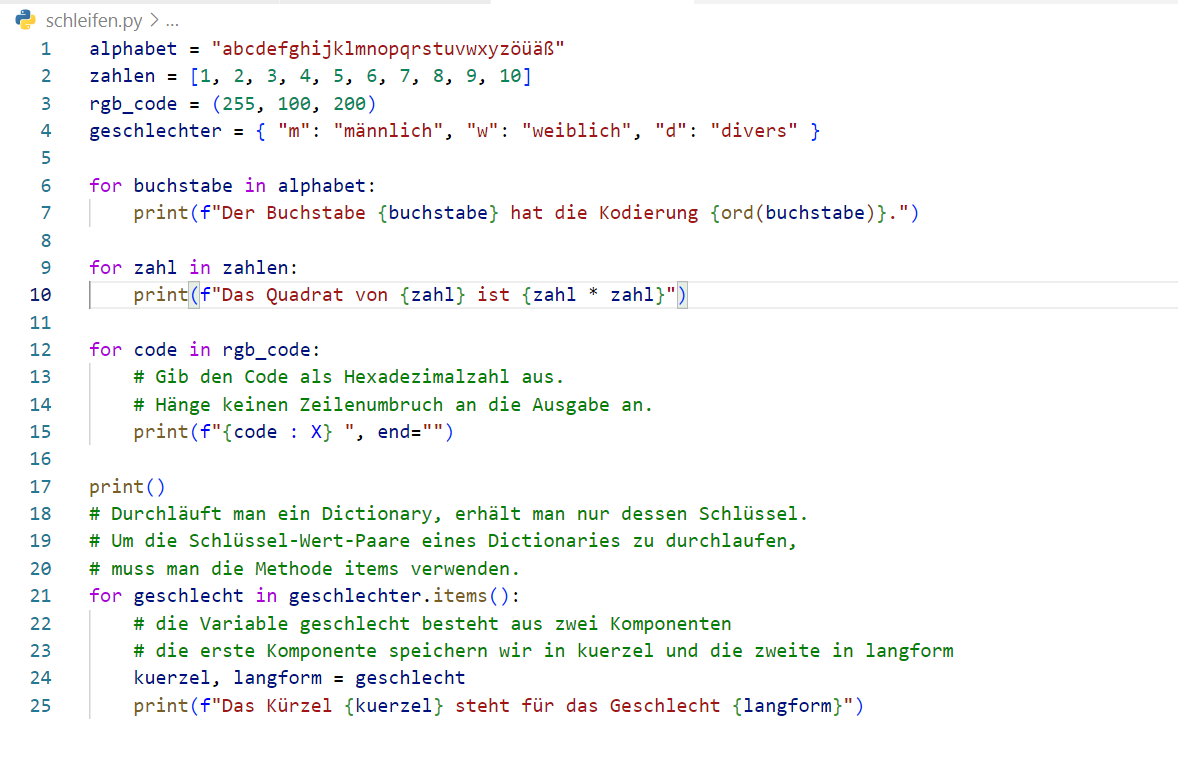 schleifen.py > ...
1 alphabet = "abcdefghijklmnopqrstuvwxyzöüäß"
2 zahlen = [1, 2, 3, 4, 5, 6, 7, 8, 9, 10]
3 rgb_code = (255, 100, 200)
4 geschlechter = { "m": "männlich", "w": "weiblich", "d": "divers" }
5
6 for buchstabe in alphabet:
7     print(f"Der Buchstabe {buchstabe} hat die Kodierung {ord(buchstabe)}.")
8
9 for zahl in zahlen:
10     print(f"Das Quadrat von {zahl} ist {zahl * zahl}")
11
12 for code in rgb_code:
13     # Gib den Code als Hexadezimalzahl aus.
14     # Hänge keinen Zeilenumbruch an die Ausgabe an.
15     print(f"{code : X} ", end="")
16
17 print()
18 # Durchläuft man ein Dictionary, erhält man nur dessen Schlüssel.
19 # Um die Schlüssel-Wert-Paare eines Dictionaries zu durchlaufen,
20 # muss man die Methode items verwenden.
21 for geschlecht in geschlechter.items():
22     # die Variable geschlecht besteht aus zwei Komponenten
23     # die erste Komponente speichern wir in kuerzel und die zweite in langform
24     kuerzel, langform = geschlecht
25     print(f"Das Kürzel {kuerzel} steht für das Geschlecht {langform}")